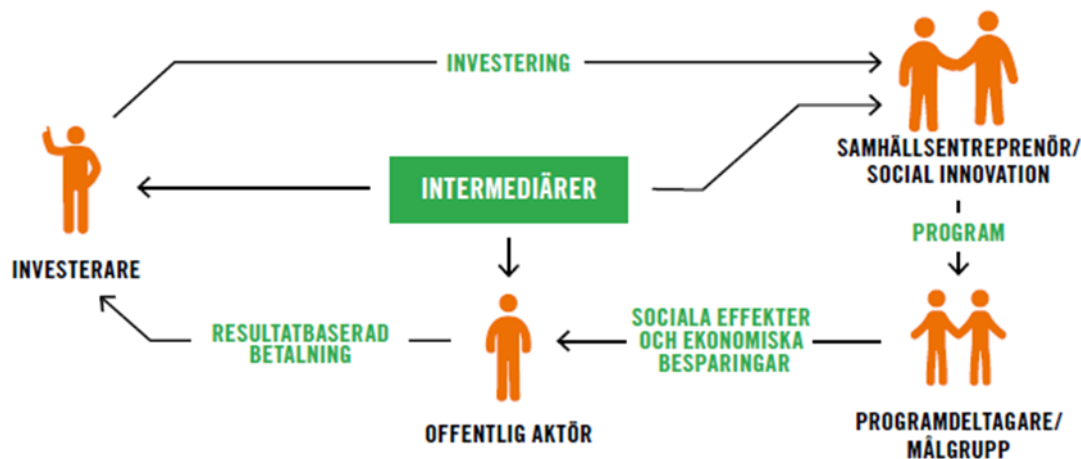 INVESTERING
SAMHÄLLSENTREPRENÖR/
SOCIAL INNOVATION
INTERMEDIÄRER
PROGRAM
INVESTERARE
RESULTATBASERAD
BETALNING
SOCIALA EFFEKTER
OCH EKONOMISKA
BESPARINGAR
OFFENTLIG AKTÖR
PROGRAMDELTAGARE/
MÅLGRUPP